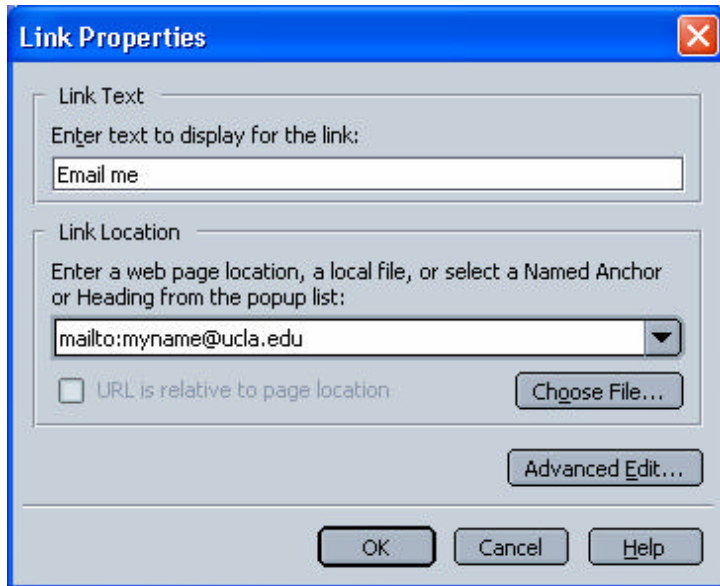 Link Properties
Link Text
Enter text to display for the link:
Email me
Link Location
Enter a web page location, a local file, or select a Named Anchor
or Heading from the popup list:
mailto:myname@ucla.edu
URL is relative to page location
Choose File...
Advanced Edit...
OK
Cancel
Help